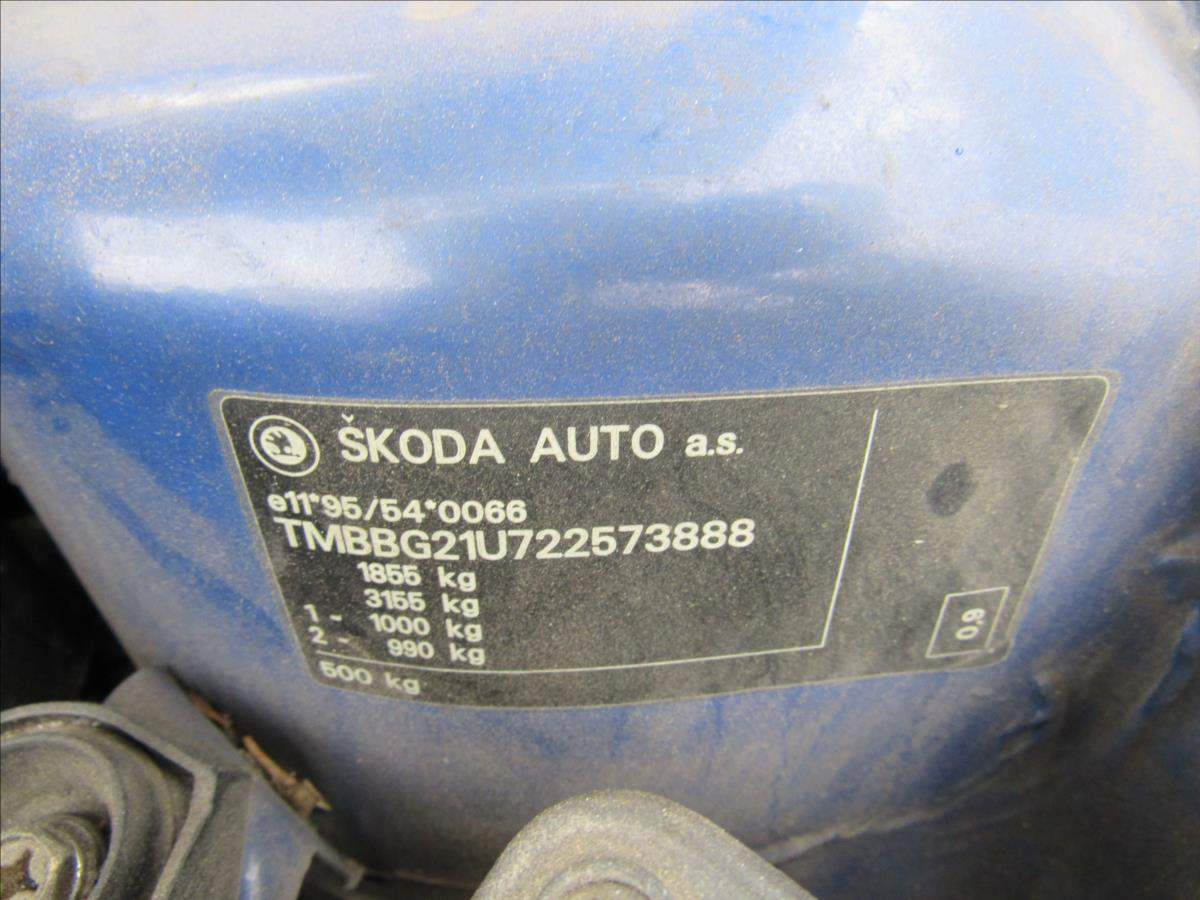 ŠKODA AUTO a.s.
e11*95/54*0066
TMBBG21U722573888
1855 kg
3155 kg
1 - 1000 kg
2 - 990 kg
500 kg
0,9